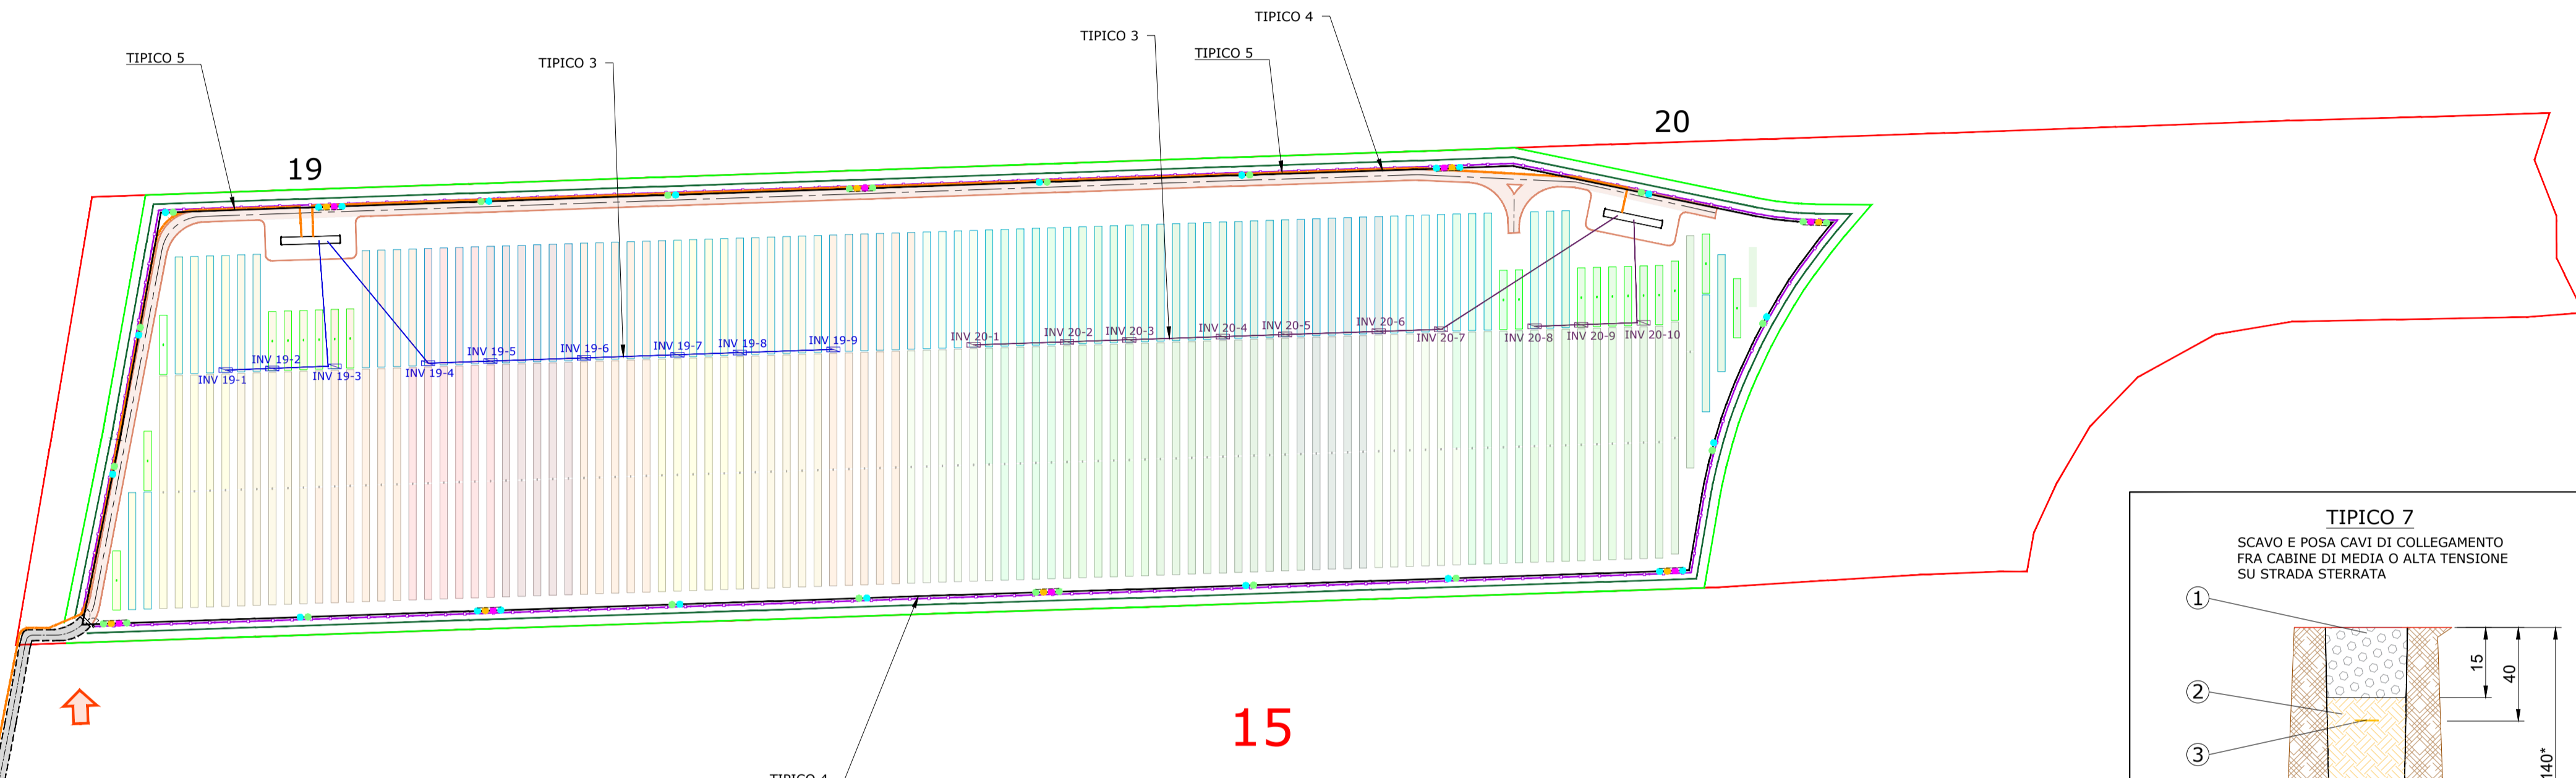 TIPICO 4
TIPICO 3
TIPICO 5
TIPICO 5
TIPICO 3
20
19
INV 19-1
INV 19-2
INV 19-3
INV 19-4
INV 19-5
INV 19-6
INV 19-7
INV 19-8
INV 19-9
INV 20-1
INV 20-2
INV 20-3
INV 20-4
INV 20-5
INV 20-6
INV 20-7
INV 20-8
INV 20-9
INV 20-10
15
TIPICO 4
TIPICO 7
SCAVO E POSA CAVI DI COLLEGAMENTO
FRA CABINE DI MEDIA O ALTA TENSIONE
SU STRADA STERRATA
1
2
3
15
40
140*